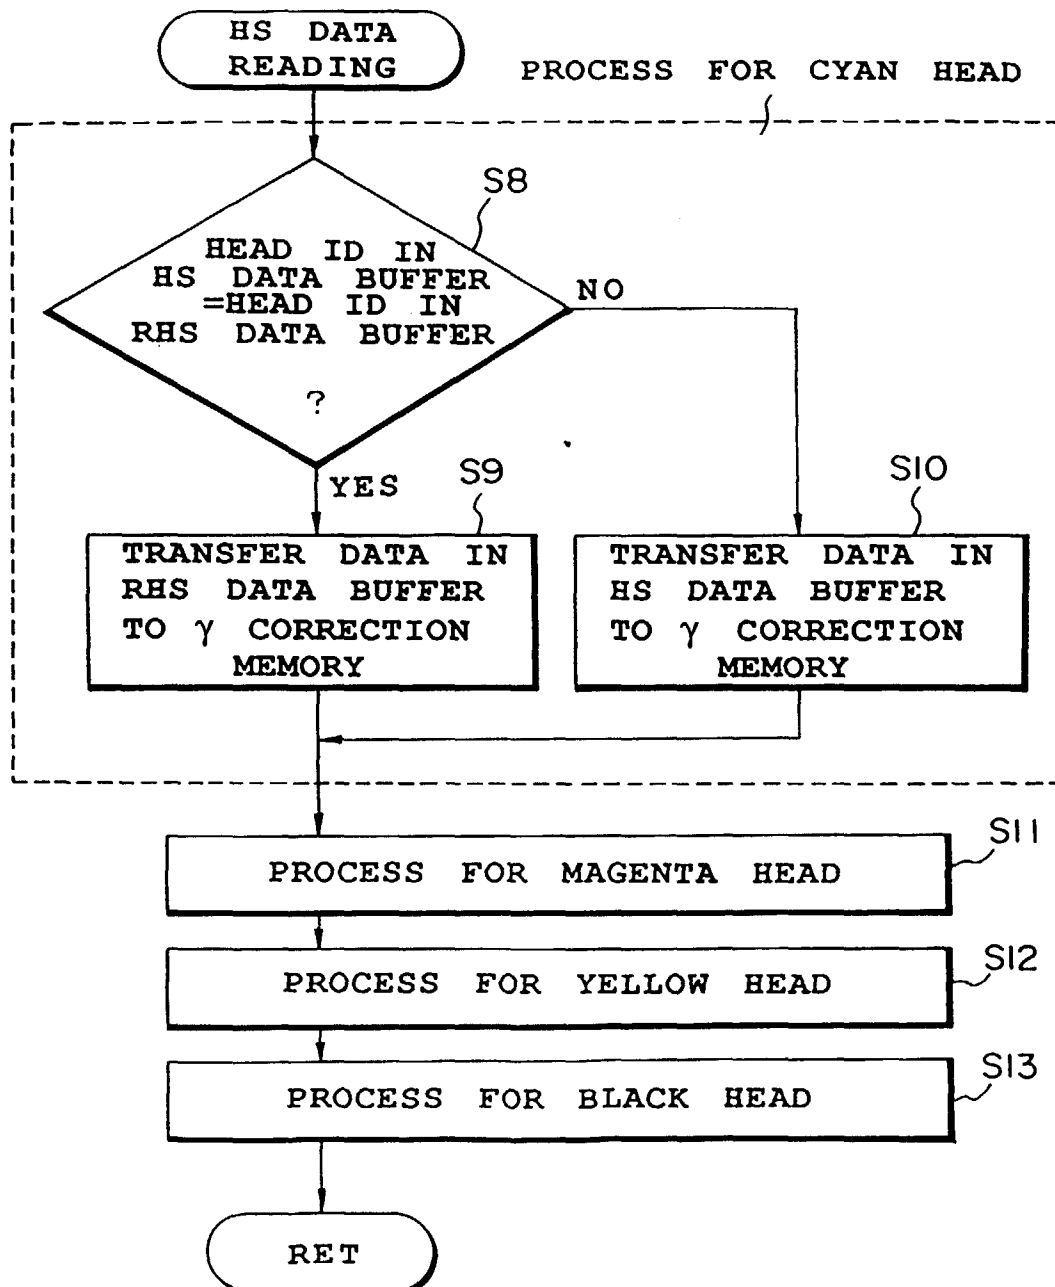 HS DATA
READING
PROCESS FOR CYAN HEAD
S8
HEAD ID IN
HS DATA BUFFER
=HEAD ID IN
RHS DATA BUFFER
?
NO
YES
S9
TRANSFER DATA IN
RHS DATA BUFFER
TO γ CORRECTION
MEMORY
S10
TRANSFER DATA IN
HS DATA BUFFER
TO γ CORRECTION
MEMORY
S11
PROCESS FOR MAGENTA HEAD
S12
PROCESS FOR YELLOW HEAD
S13
PROCESS FOR BLACK HEAD
RET